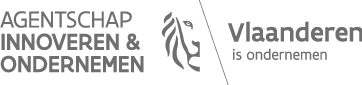 AGENTSCHAP
INNOVEREN &
ONDERNEMEN
Vlaanderen
is ondernemen